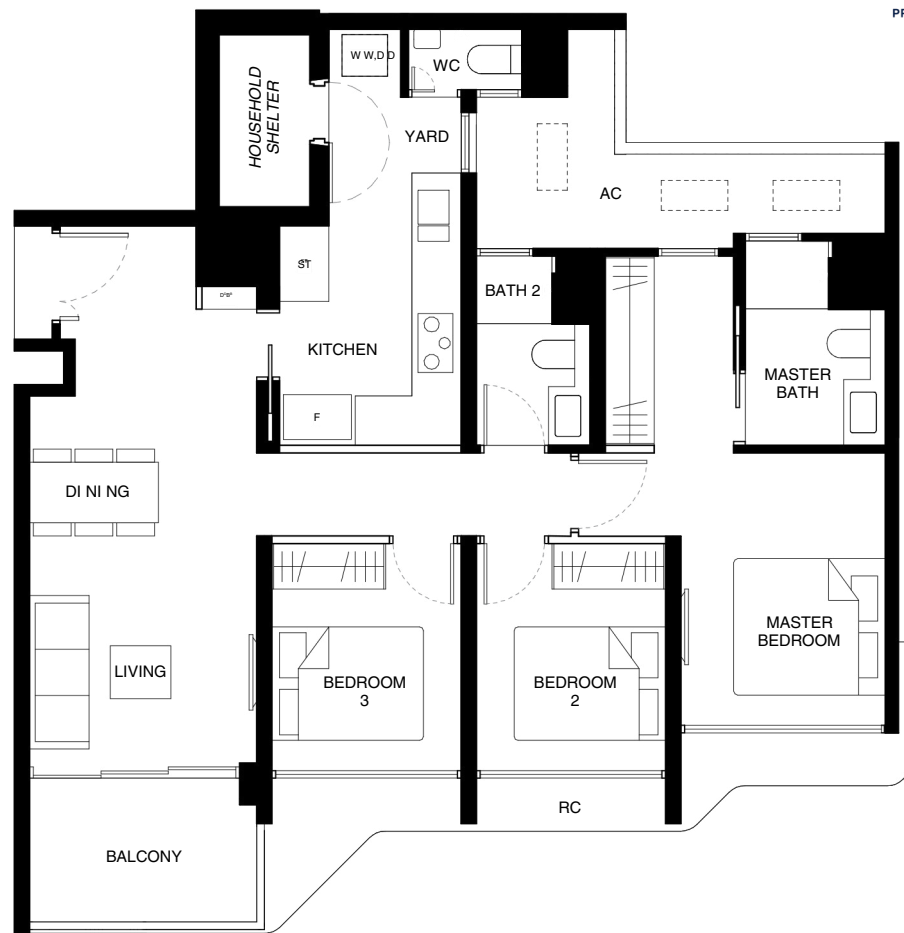 PR
W W,D D
WC
HOUSEHOLD
SHELTER
YARD
AC
ST
BATH 2
KITCHEN
MASTER
BATH
F
DI NI NG
MASTER
BEDROOM
LIVING
BEDROOM
3
BEDROOM
2
RC
BALCONY